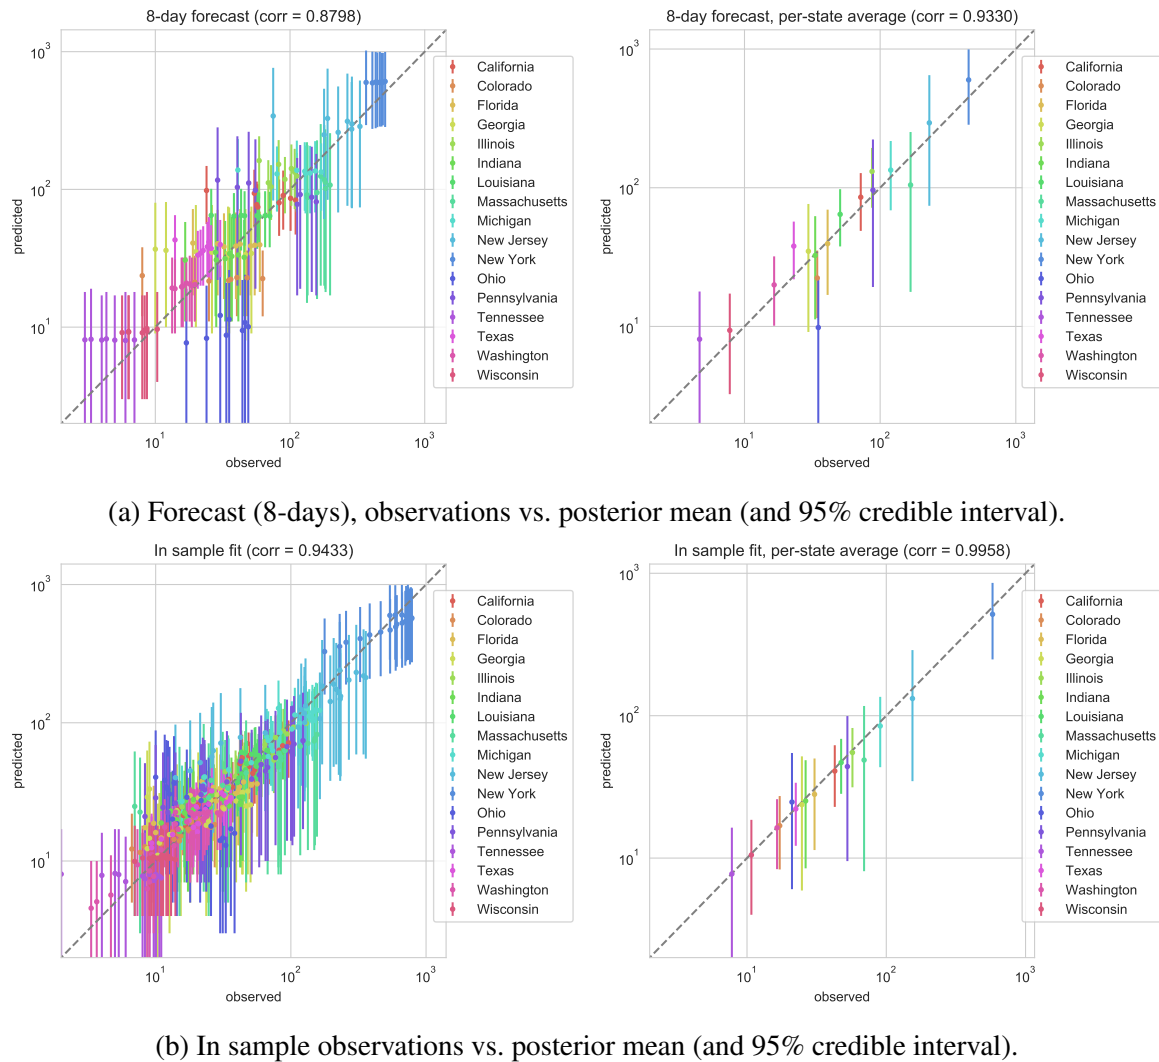 8-day forecast (corr = 0.8798)
10^3
10^2
10^1
predicted
10^1
10^2
10^3
observed
California
Colorado
Florida
Georgia
Illinois
Indiana
Louisiana
Massachusetts
Michigan
New Jersey
New York
Ohio
Pennsylvania
Tennessee
Texas
Washington
Wisconsin
8-day forecast, per-state average (corr = 0.9330)
10^3
10^2
10^1
predicted
10^1
10^2
10^3
observed
California
Colorado
Florida
Georgia
Illinois
Indiana
Louisiana
Massachusetts
Michigan
New Jersey
New York
Ohio
Pennsylvania
Tennessee
Texas
Washington
Wisconsin
(a) Forecast (8-days), observations vs. posterior mean (and 95% credible interval).
In sample fit (corr = 0.9433)
10^3
10^2
10^1
predicted
10^1
10^2
10^3
observed
California
Colorado
Florida
Georgia
Illinois
Indiana
Louisiana
Massachusetts
Michigan
New Jersey
New York
Ohio
Pennsylvania
Tennessee
Texas
Washington
Wisconsin
In sample fit, per-state average (corr = 0.9958)
10^3
10^2
10^1
predicted
10^1
10^2
10^3
observed
California
Colorado
Florida
Georgia
Illinois
Indiana
Louisiana
Massachusetts
Michigan
New Jersey
New York
Ohio
Pennsylvania
Tennessee
Texas
Washington
Wisconsin
(b) In sample observations vs. posterior mean (and 95% credible interval).